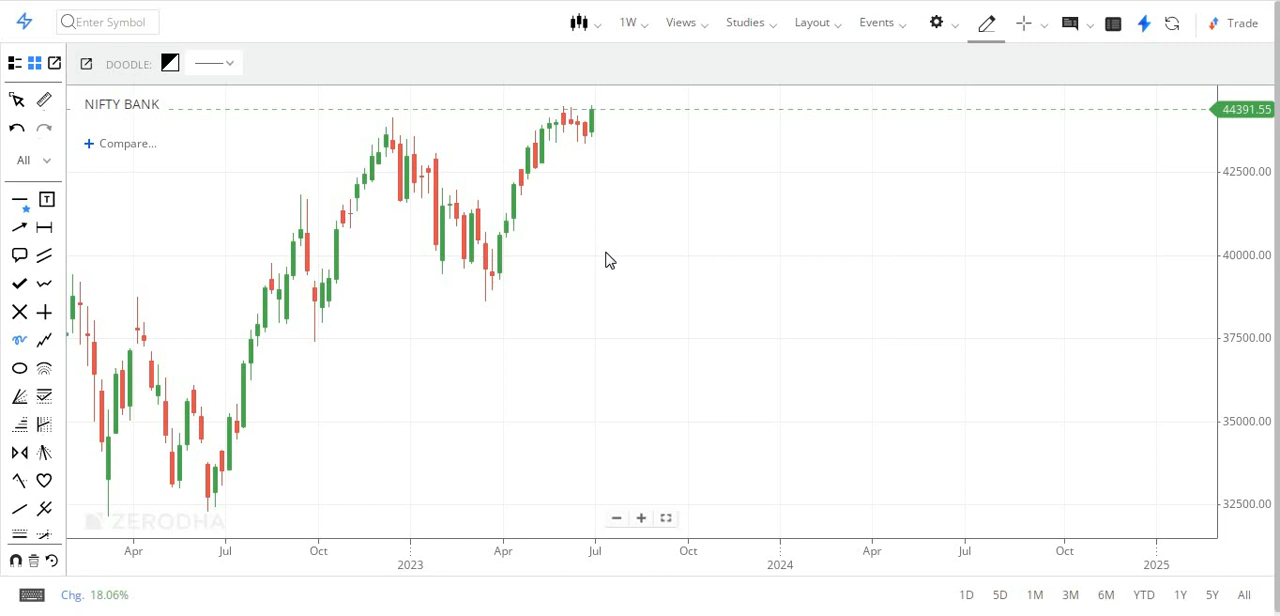 Enter Symbol
1W
Views
Studies
Layout
Events
Trade
DOODLE:
NIFTY BANK
44391.55
Compare...
All
T
42500.00
40000.00
37500.00
35000.00
32500.00
ZERODHA
Apr Jul Oct Apr Jul Oct Apr Jul Oct
2023 2024 2025
Chg. 18.06%
1D 5D 1M 3M 6M YTD 1Y 5Y All